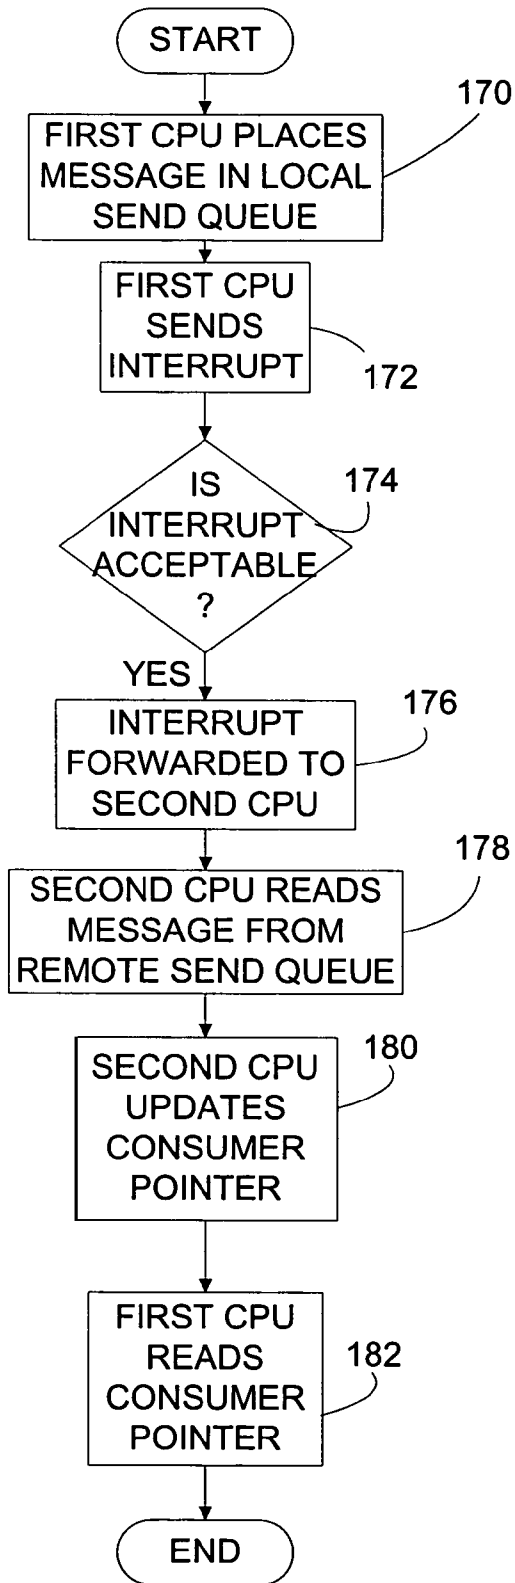 START
170
FIRST CPU PLACES
MESSAGE IN LOCAL
SEND QUEUE
FIRST CPU
SENDS
INTERRUPT
172
IS
INTERRUPT
ACCEPTABLE
?
174
YES
176
INTERRUPT
FORWARDED TO
SECOND CPU
178
SECOND CPU READS
MESSAGE FROM
REMOTE SEND QUEUE
180
SECOND CPU
UPDATES
CONSUMER
POINTER
FIRST CPU
READS
CONSUMER
POINTER
182
END